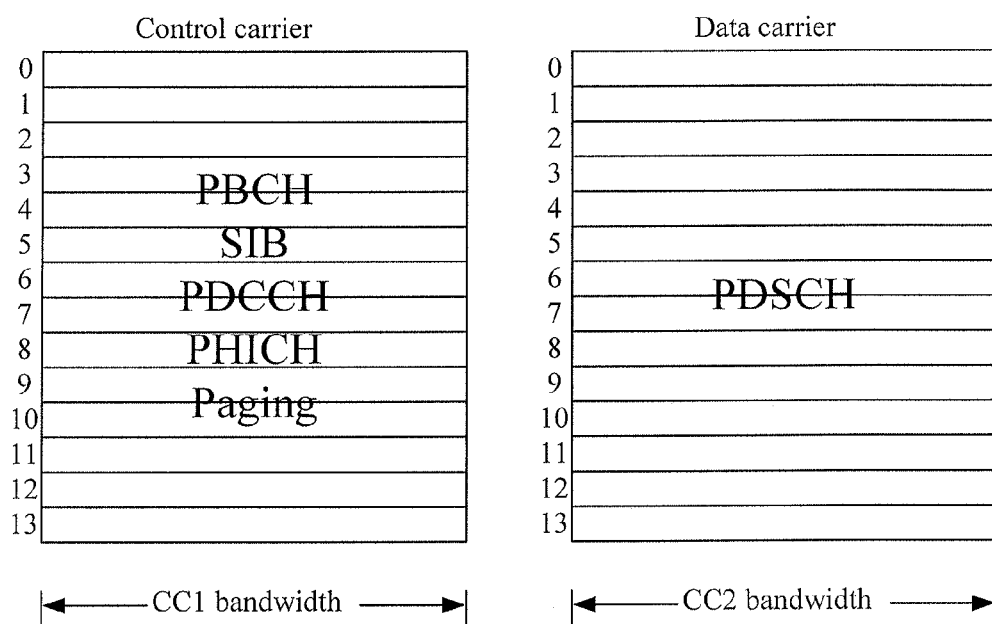 Control carrier
0
1
2
3
4
5
6
7
8
9
10
11
12
13
PBCH
SIB
PDCCH
PHICH
Paging
CC1 bandwidth
Data carrier
0
1
2
3
4
5
6
7
8
9
10
11
12
13
PDSCH
CC2 bandwidth